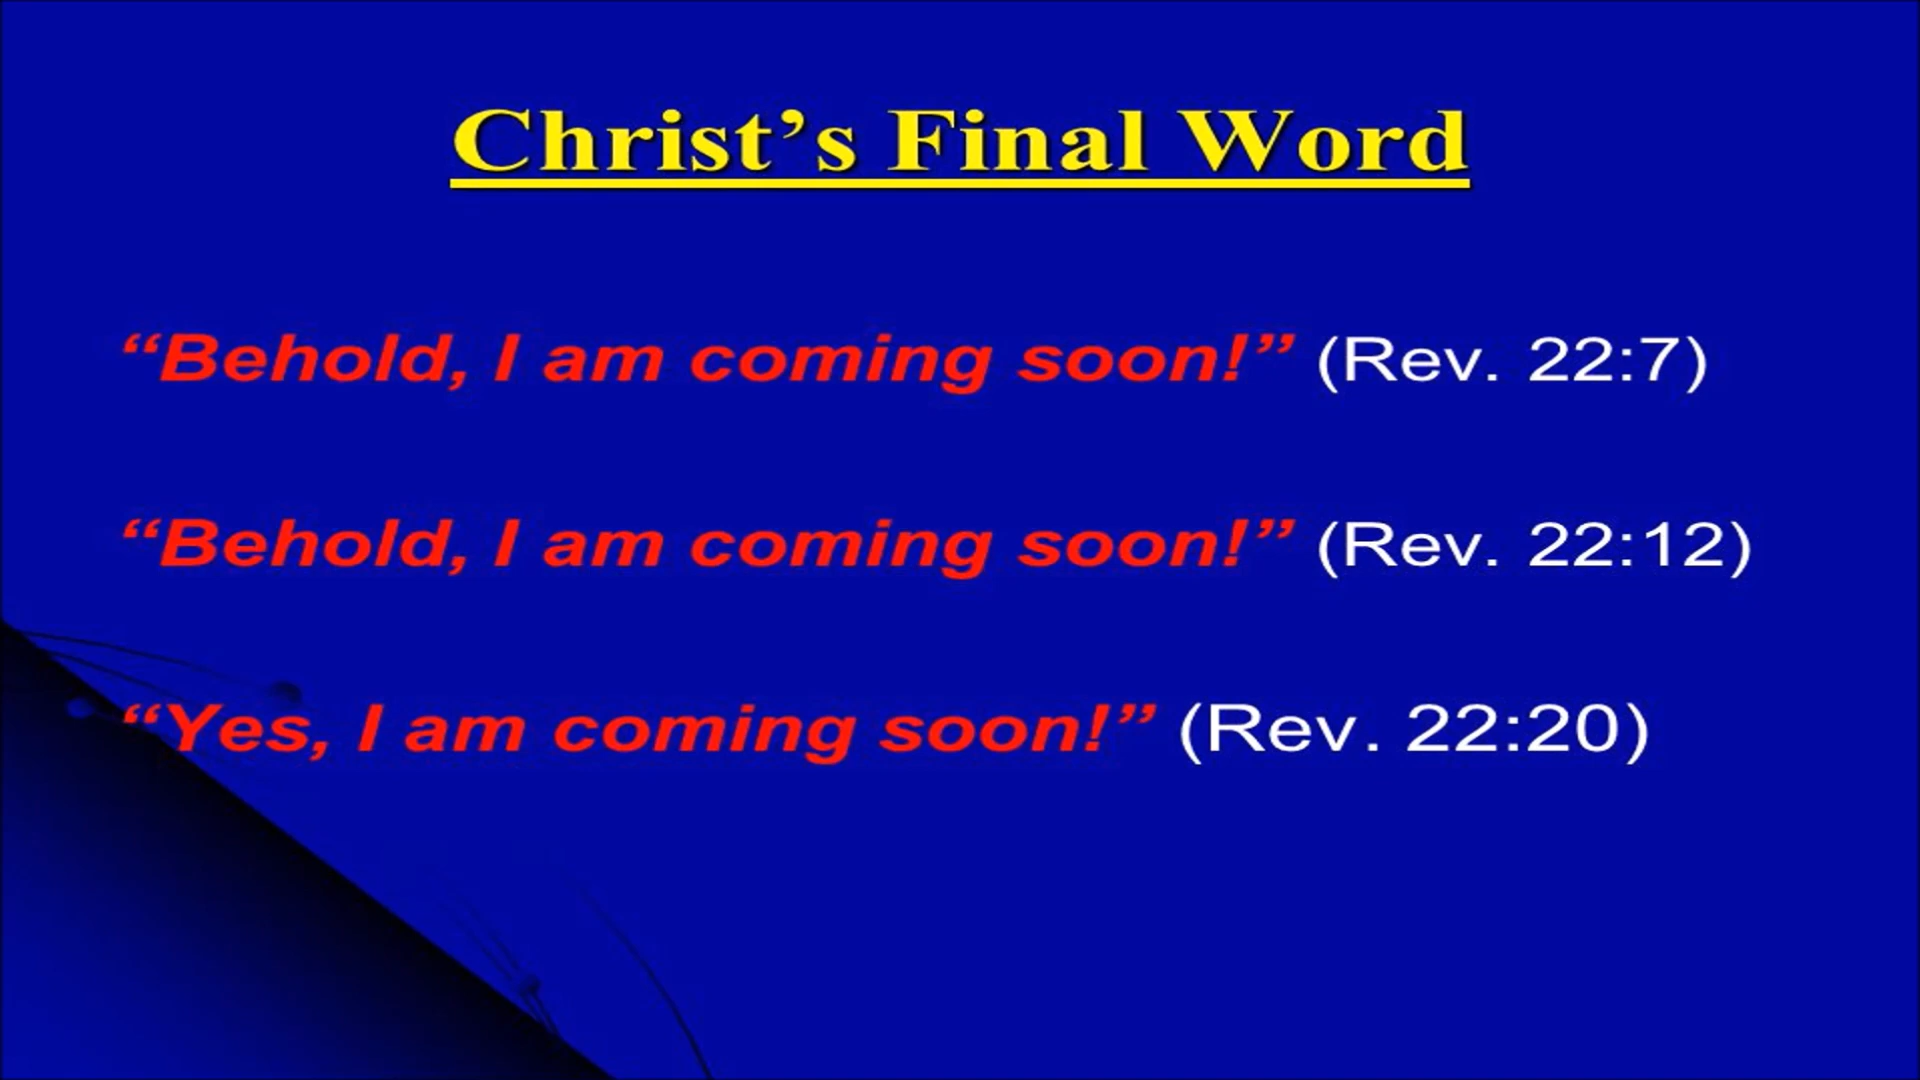 Christ’s Final Word
“Behold, I am coming soon!” (Rev. 22:7)
“Behold, I am coming soon!” (Rev. 22:12)
“Yes, I am coming soon!” (Rev. 22:20)